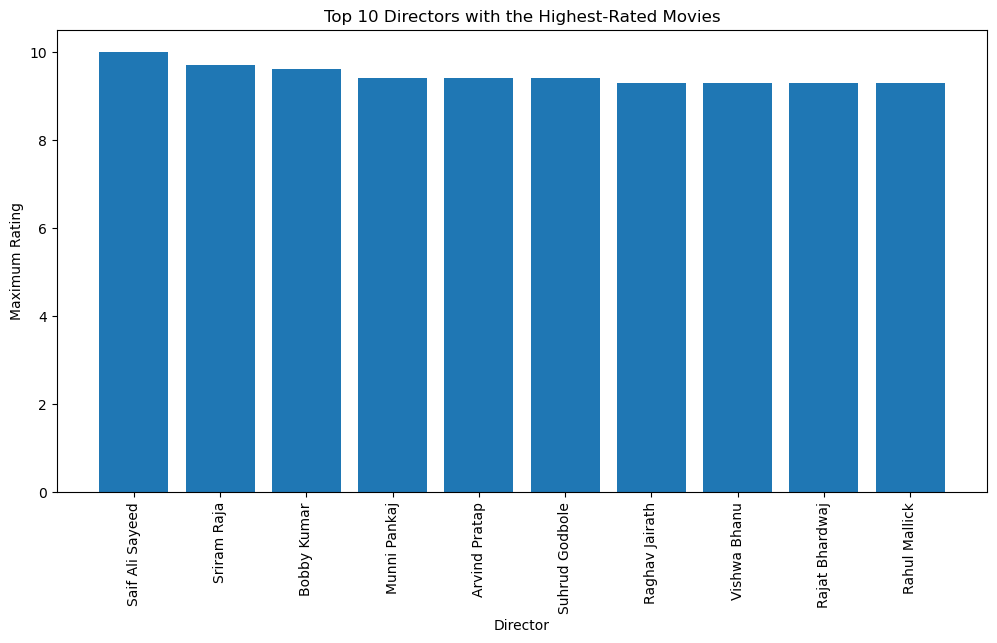 Top 10 Directors with the Highest-Rated Movies
Maximum Rating
10
8
6
4
2
0
Saif Ali Sayeed
Sriram Raja
Bobby Kumar
Munni Pankaj
Arvind Pratap
Suhrud Godbole
Raghav Jairath
Vishwa Bhanu
Rajat Bhardwaj
Rahul Mallick
Director